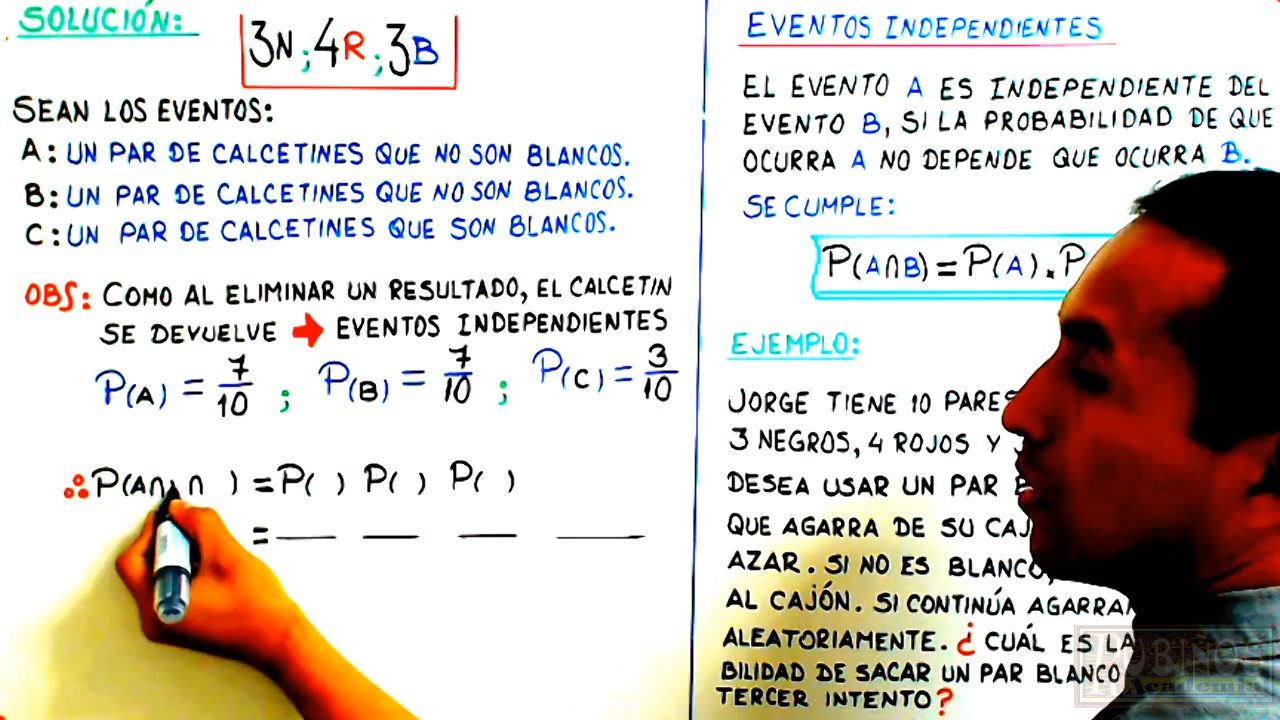 SOLUCIÓN:
3N ; 4R ; 3B
SEAN LOS EVENTOS:
A: UN PAR DE CALCETINES QUE NO SON BLANCOS.
B: UN PAR DE CALCETINES QUE NO SON BLANCOS.
C: UN PAR DE CALCETINES QUE SON BLANCOS.
OBS: COMO AL ELIMINAR UN RESULTADO, EL CALCETIN
SE DEVUELVE ➡ EVENTOS INDEPENDIENTES
P(A) = 7/10 ; P(B) = 7/10 ; P(C) = 3/10
∴ P(A∩ ∩ ) = P( ) P( ) P( )
=
EVENTOS INDEPENDIENTES
EL EVENTO A ES INDEPENDIENTE DEL
EVENTO B, SI LA PROBABILIDAD DE QUE
OCURRA A NO DEPENDE QUE OCURRA B.
SE CUMPLE:
P(A∩B) = P(A) . P
EJEMPLO:
JORGE TIENE 10 PARES
3 NEGROS, 4 ROJOS Y
DESEA USAR UN PAR
QUE AGARRA DE SU
AZAR. SI NO ES BLANCO,
AL CAJÓN. SI CONTINÚA
ALEATORIAMENTE. ¿CUÁL ES LA
BILIDAD DE SACAR UN PAR BLANCO
TERCER INTENTO?
RUBIÑOS
Academia